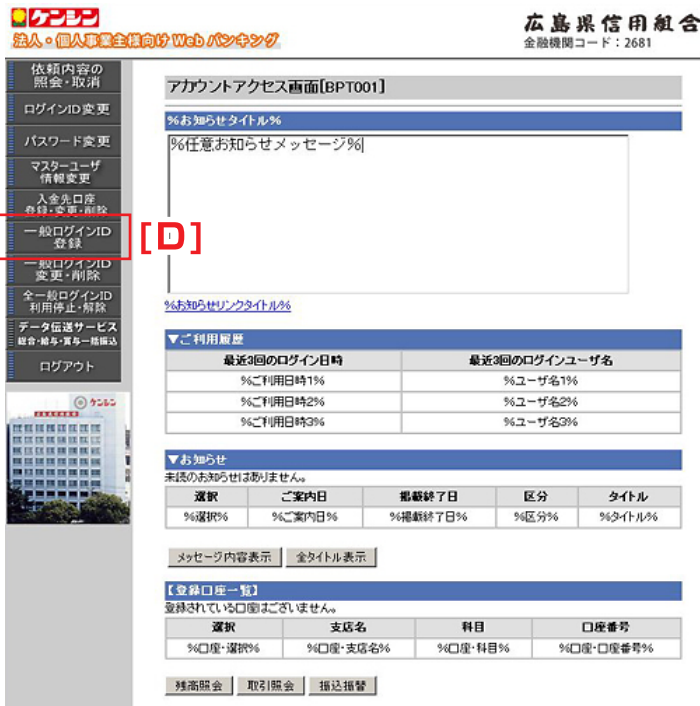 ケンシン
法人・個人事業主様向けWebバンキング
広島県信用組合
金融機関コード：2681
依頼内容の
照会・取消
ログインID変更
パスワード変更
マスターユーザ
情報変更
入金先口座
登録・変更・削除
一般ログインID
登録
一般ログインID
変更・削除
全一般ログインID
利用停止・解除
データ伝送サービス
総合・給与・賞与一括振込
ログアウト
ケンシン
[D]
アカウントアクセス画面[BPT001]
%お知らせタイトル%
%任意お知らせメッセージ%
%お知らせリンクタイトル%
▼ご利用履歴
最近3回のログイン日時 最近3回のログインユーザ名
%ご利用日時1% %ユーザ名1%
%ご利用日時2% %ユーザ名2%
%ご利用日時3% %ユーザ名3%
▼お知らせ
未読のお知らせはありません。
選択 ご案内日 掲載終了日 区分 タイトル
%選択% %ご案内日% %掲載終了日% %区分% %タイトル%
メッセージ内容表示 全タイトル表示
【登録口座一覧】
登録されている口座はございません。
選択 支店名 科目 口座番号
%口座・選択% %口座・支店名% %口座・科目% %口座・口座番号%
残高照会 取引照会 振込振替